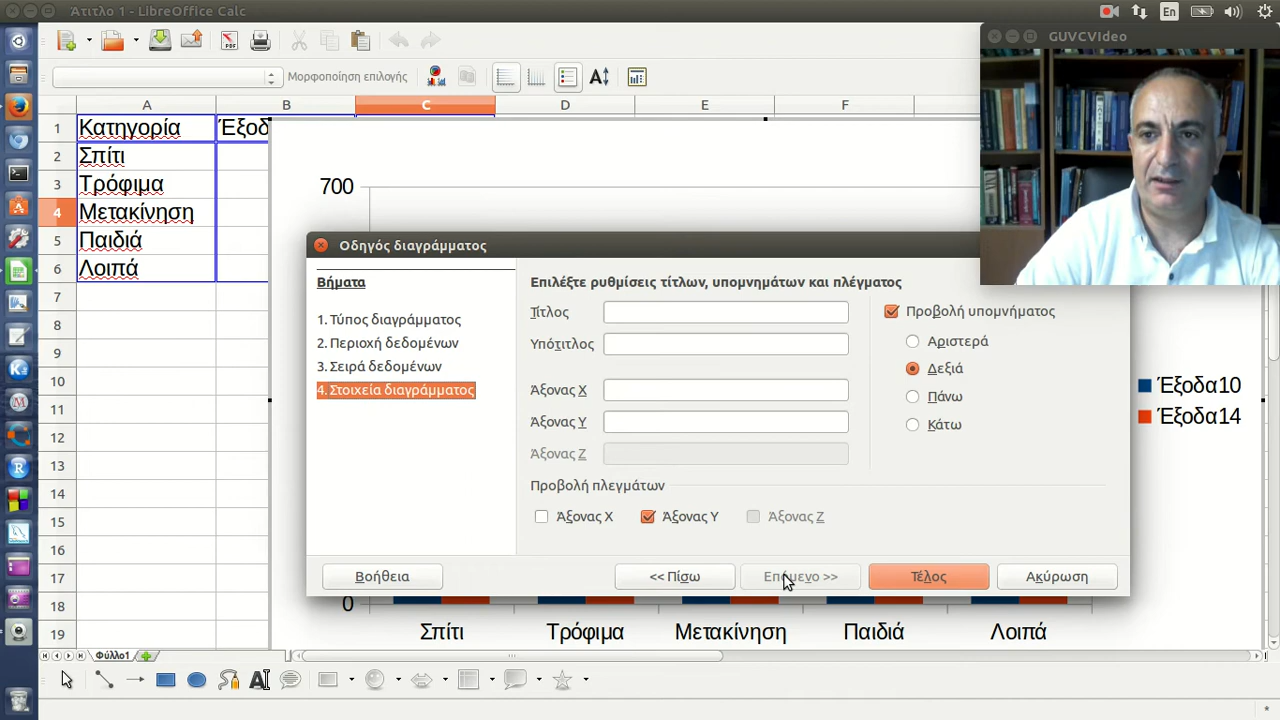 Άτιτλο 1 - LibreOffice Calc
En
GUVCVIdeo
Μορφοποίηση επιλογής
A B C D E F
1 Κατηγορία Έξοδ
2 Σπίτι
3 Τρόφιμα
4 Μετακίνηση
5 Παιδιά
6 Λοιπά
7
8
9
10
11
12
13
14
15
16
17
18
19
700
Οδηγός διαγράμματος
Βήματα
1. Τύπος διαγράμματος
2. Περιοχή δεδομένων
3. Σειρά δεδομένων
4. Στοιχεία διαγράμματος
Επιλέξτε ρυθμίσεις τίτλων, υπομνημάτων και πλέγματος
Τίτλος
Υπότιτλος
Άξονας X
Άξονας Y
Άξονας Z
Προβολή υπομνήματος
Αριστερά
Δεξιά
Πάνω
Κάτω
Προβολή πλεγμάτων
Άξονας X Άξονας Y Άξονας Z
Βοήθεια << Πίσω Επόμενο >> Τέλος Ακύρωση
Έξοδα10
Έξοδα14
0
Σπίτι Τρόφιμα Μετακίνηση Παιδιά Λοιπά
Φύλλο1